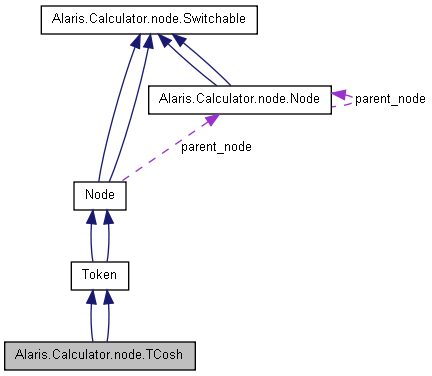 Alaris.Calculator.node.Switchable
Alaris.Calculator.node.Node
parent_node
parent_node
Node
Token
Alaris.Calculator.node.TCosh